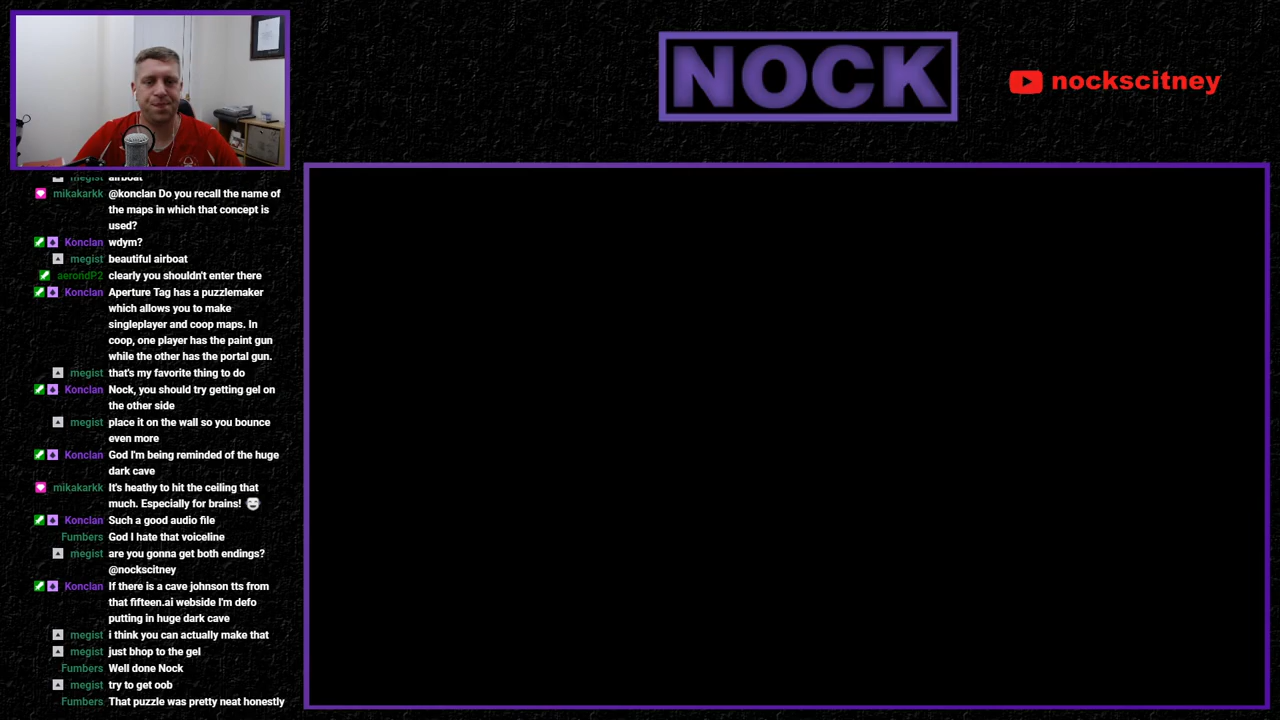 NOCK
nockscitney
megist airboat
mikakarkk @konclan Do you recall the name of
the maps in which that concept is
used?
Konclan wdym?
megist beautiful airboat
aerondP2 clearly you shouldn't enter there
Konclan Aperture Tag has a puzzlemaker
which allows you to make
singleplayer and coop maps. In
coop, one player has the paint gun
while the other has the portal gun.
megist that's my favorite thing to do
Konclan Nock, you should try getting gel on
the other side
megist place it on the wall so you bounce
even more
Konclan God I'm being reminded of the huge
dark cave
mikakarkk It's heathy to hit the ceiling that
much. Especially for brains!
Konclan Such a good audio file
Fumbers God I hate that voiceline
megist are you gonna get both endings?
@nockscitney
Konclan If there is a cave johnson tts from
that fifteen.ai webside I'm defo
putting in huge dark cave
megist i think you can actually make that
megist just bhop to the gel
Fumbers Well done Nock
megist try to get oob
Fumbers That puzzle was pretty neat honestly